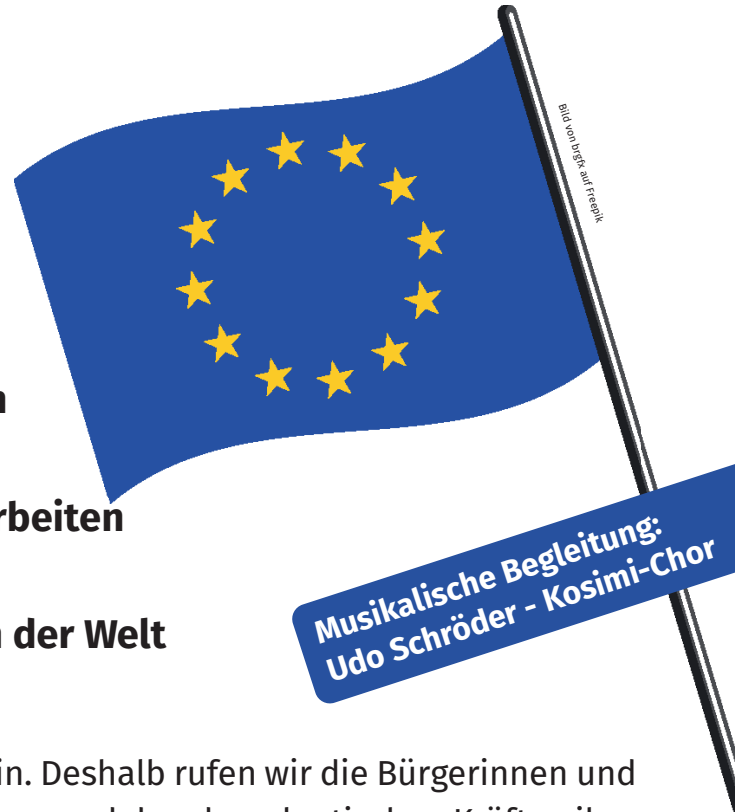 Bild von brgfx auf Freepik
der Welt
Musikalische Begleitung:
Udo Schröder - Kosimi-Chor
in. Deshalb rufen wir die Bürgerinnen und